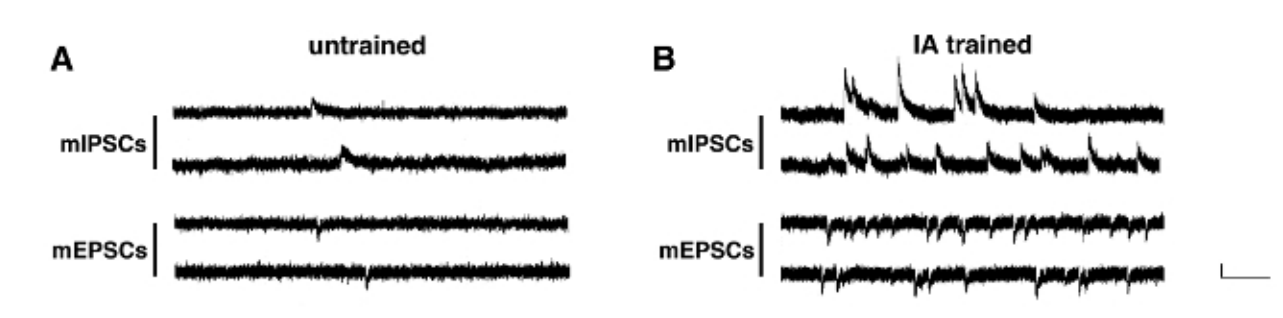 A
untrained
mIPSCs
mEPSCs
B
IA trained
mIPSCs
mEPSCs